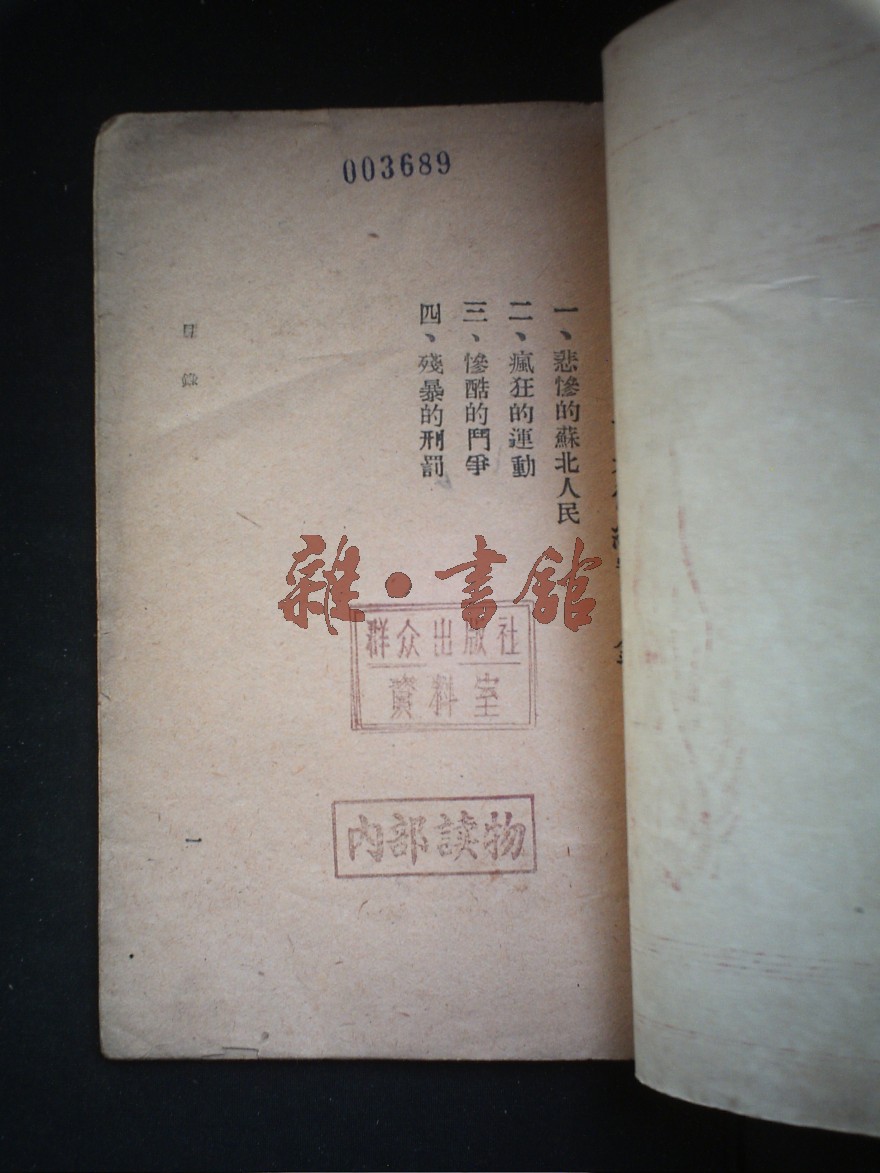 003689
一、悲慘的蘇北人民
二、瘋狂的運動
三、慘酷的鬥爭
四、殘暴的刑罰
目錄
一
雜·書館
群众出版社
資料室
内部读物